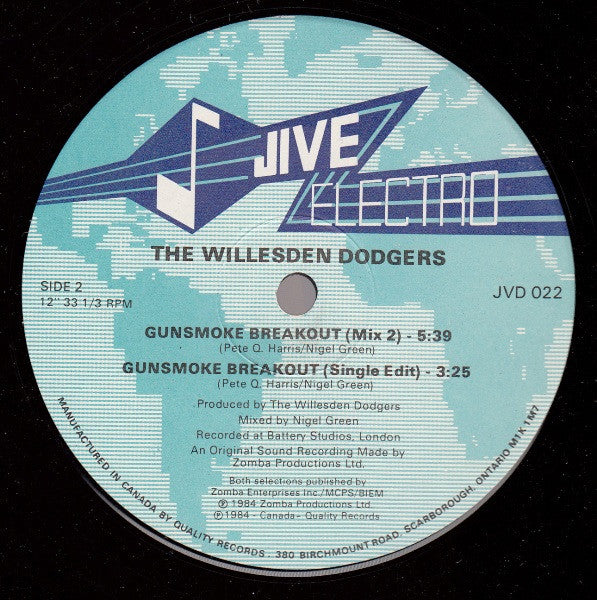 JIVE
ELECTRO
THE WILLESDEN DODGERS
SIDE 2
12" 33 1/3 RPM
JVD 022
GUNSMOKE BREAKOUT (Mix 2) - 5:39
(Pete Q. Harris/Nigel Green)
GUNSMOKE BREAKOUT (Single Edit) - 3:25
(Pete Q. Harris/Nigel Green)
Produced by The Willesden Dodgers
Mixed by Nigel Green
Recorded at Battery Studios, London
An Original Sound Recording Made by
Zomba Productions Ltd.
Both selections published by
Zomba Enterprises Inc./MCPS/BIEM
℗ 1984 Zomba Productions Ltd.
℗ 1984 - Canada - Quality Records
MANUFACTURED IN CANADA BY QUALITY RECORDS - 380 BIRCHMOUNT ROAD, SCARBOROUGH, ONTARIO M1K 1M7